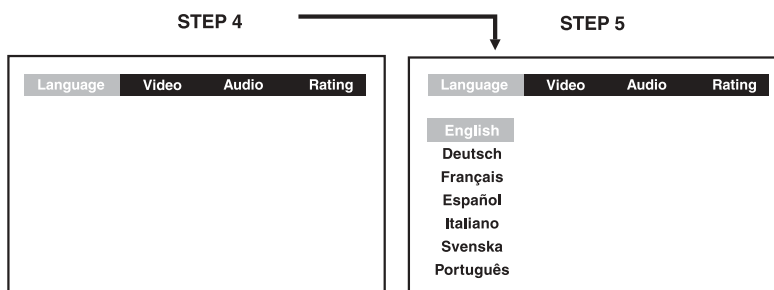 STEP 4
STEP 5
Language Video Audio Rating
Language Video Audio Rating
English
Deutsch
Français
Español
Italiano
Svenska
Português